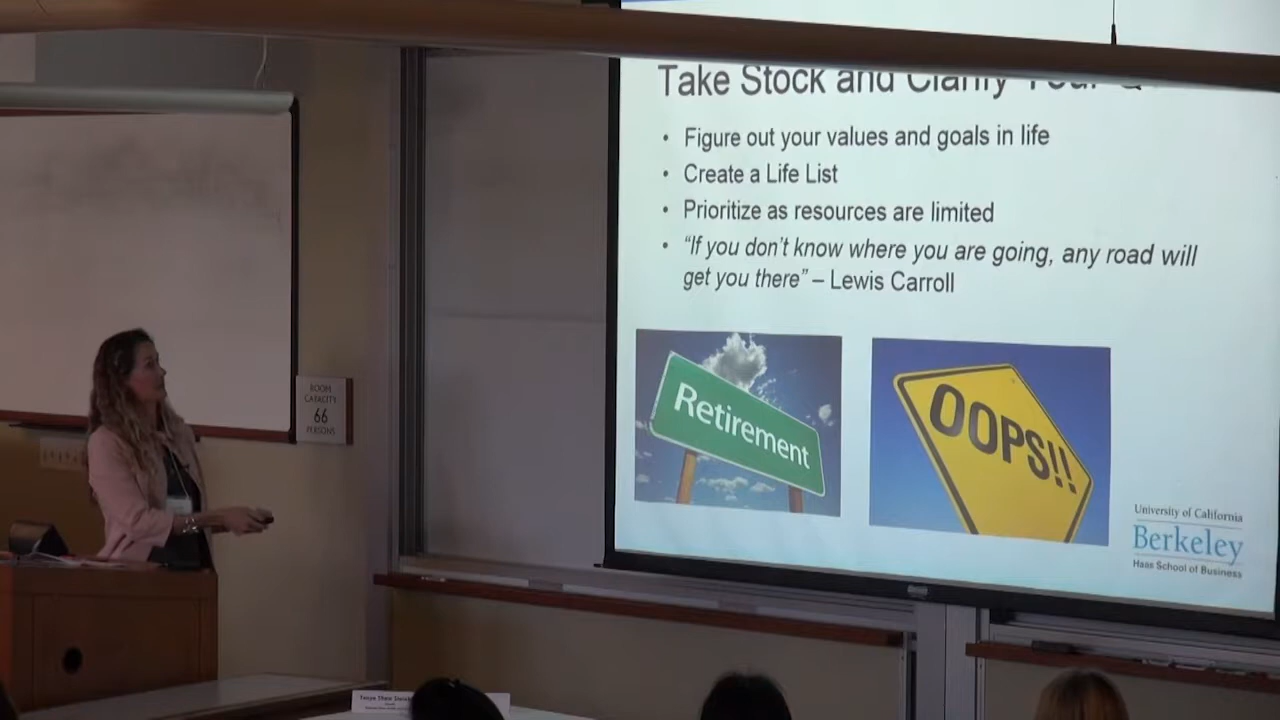 Take Stock and Clarify Your
• Figure out your values and goals in life
• Create a Life List
• Prioritize as resources are limited
• “If you don’t know where you are going, any road will
get you there” – Lewis Carroll
Retirement
OOPS!!
University of California
Berkeley
Haas School of Business
ROOM
CAPACITY
66
PERSONS